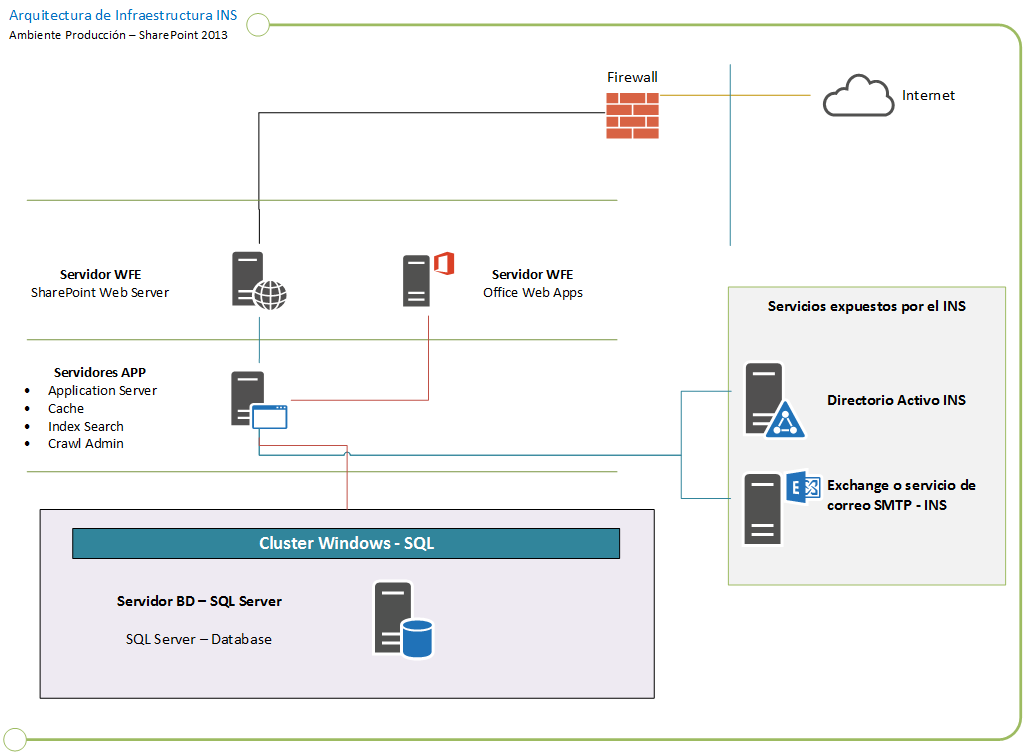 Arquitectura de Infraestructura INS
Ambiente Producción – SharePoint 2013
Firewall
Internet
Servidor WFE
SharePoint Web Server
Servidor WFE
Office Web Apps
Servicios expuestos por el INS
Servidores APP
• Application Server
• Cache
• Index Search
• Crawl Admin
Directorio Activo INS
E
Exchange o servicio de
correo SMTP - INS
Cluster Windows - SQL
Servidor BD – SQL Server
SQL Server – Database